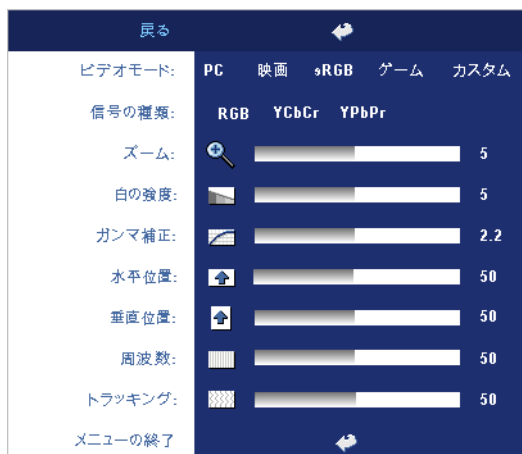 戻る
ビデオモード: PC 映画 sRGB ゲーム カスタム
信号の種類: RGB YCbCr YPbPr
ズーム: 5
白の強度: 5
ガンマ補正: 2.2
水平位置: 50
垂直位置: 50
周波数: 50
トラッキング: 50
メニューの終了